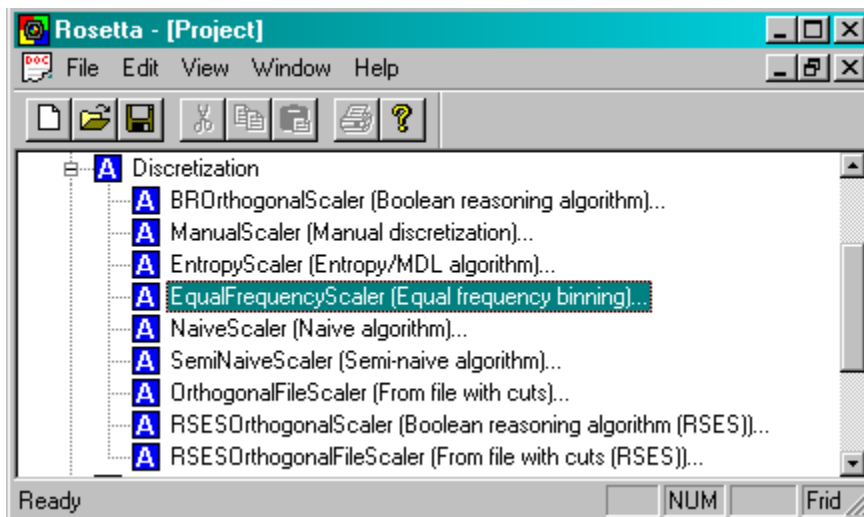 Rosetta - [Project]
File Edit View Window Help
Discretization
BROrthogonalScaler (Boolean reasoning algorithm)...
ManualScaler (Manual discretization)...
EntropyScaler (Entropy/MDL algorithm)...
EqualFrequencyScaler (Equal frequency binning)...
NaiveScaler (Naive algorithm)...
SemiNaiveScaler (Semi-naive algorithm)...
OrthogonalFileScaler (From file with cuts)...
RSESOrthogonalScaler (Boolean reasoning algorithm (RSES))...
RSESOrthogonalFileScaler (From file with cuts (RSES))...
Ready NUM Frid